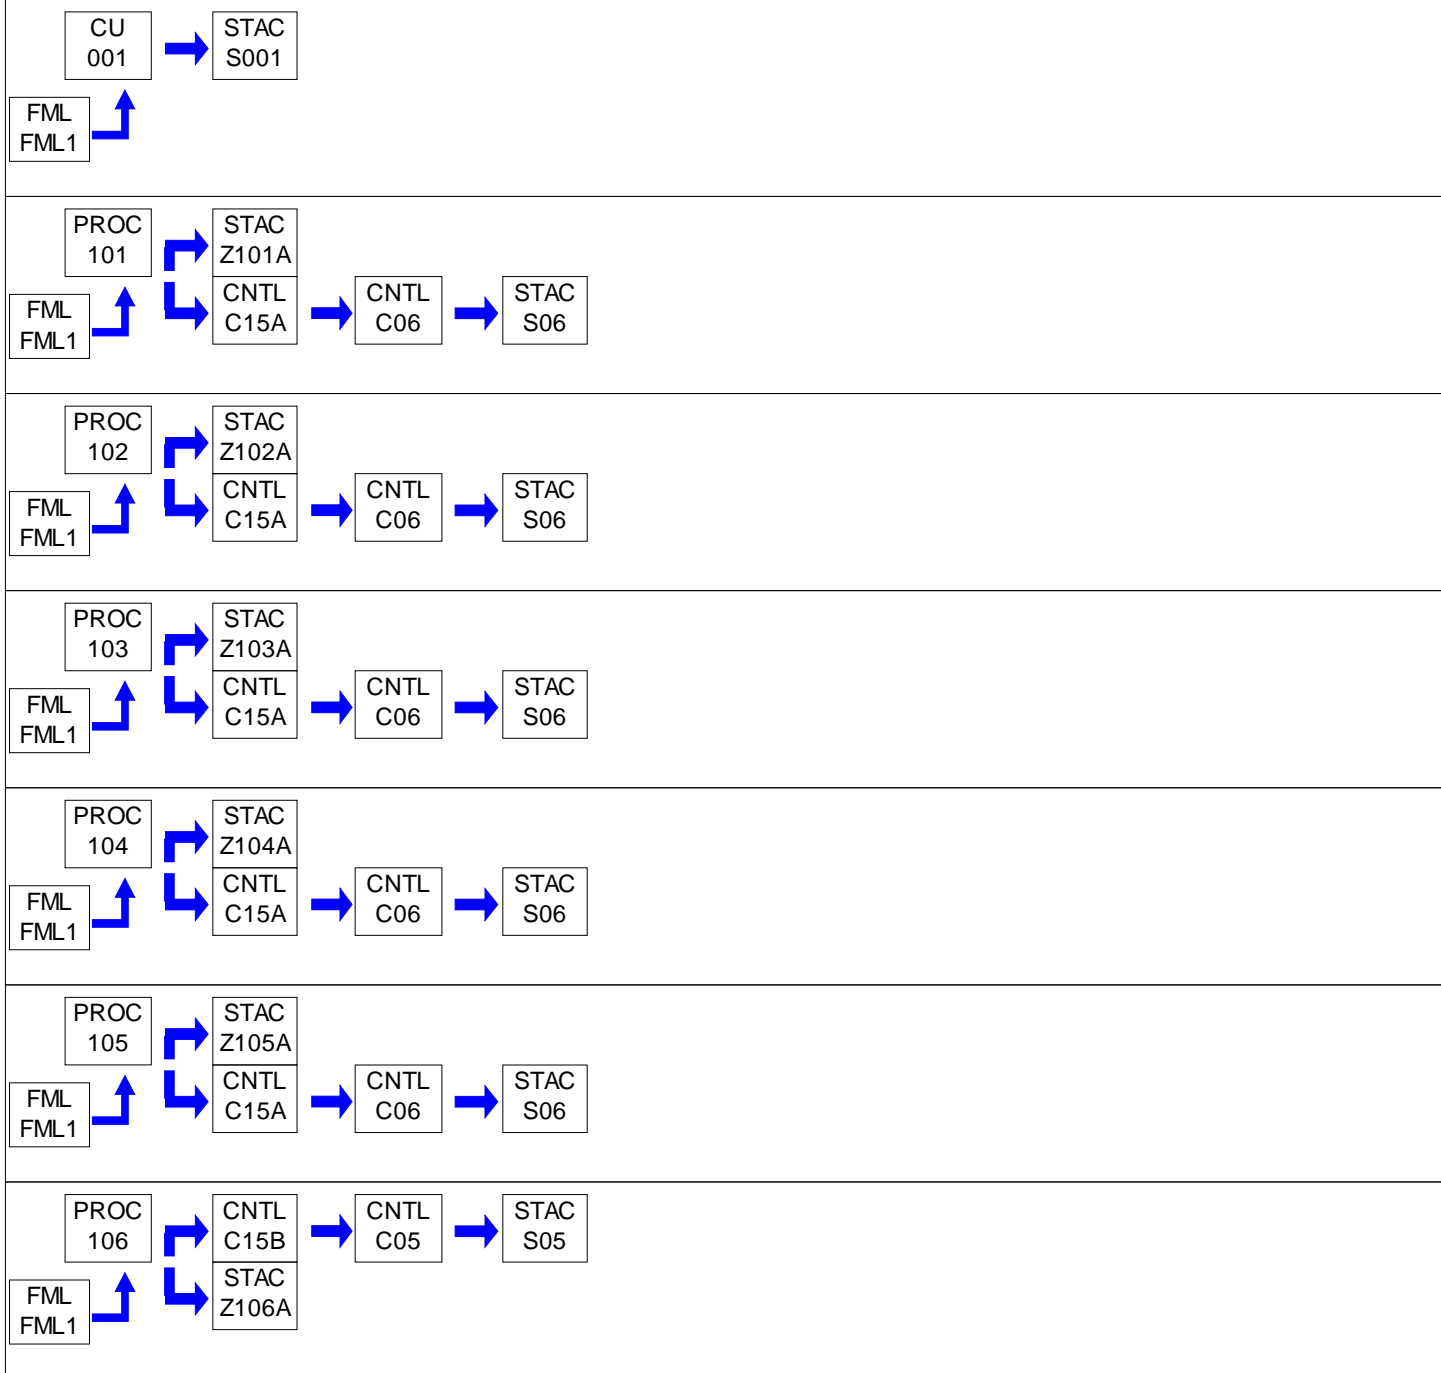 CU
001
STAC
S001
FML
FML1
PROC
101
STAC
Z101A
CNTL
C15A
CNTL
C06
STAC
S06
FML
FML1
PROC
102
STAC
Z102A
CNTL
C15A
CNTL
C06
STAC
S06
FML
FML1
PROC
103
STAC
Z103A
CNTL
C15A
CNTL
C06
STAC
S06
FML
FML1
PROC
104
STAC
Z104A
CNTL
C15A
CNTL
C06
STAC
S06
FML
FML1
PROC
105
STAC
Z105A
CNTL
C15A
CNTL
C06
STAC
S06
FML
FML1
PROC
106
CNTL
C15B
CNTL
C05
STAC
S05
STAC
Z106A
FML
FML1